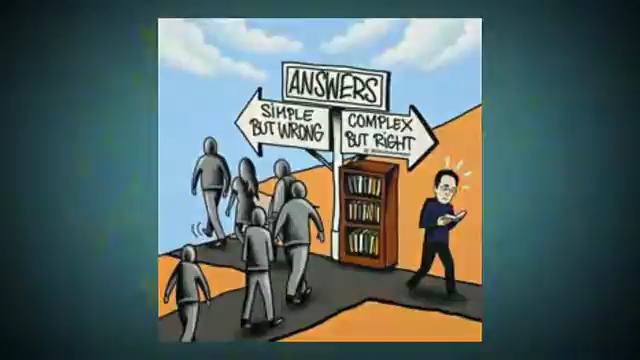 ANSWERS
SIMPLE
BUT WRONG
COMPLEX
BUT RIGHT